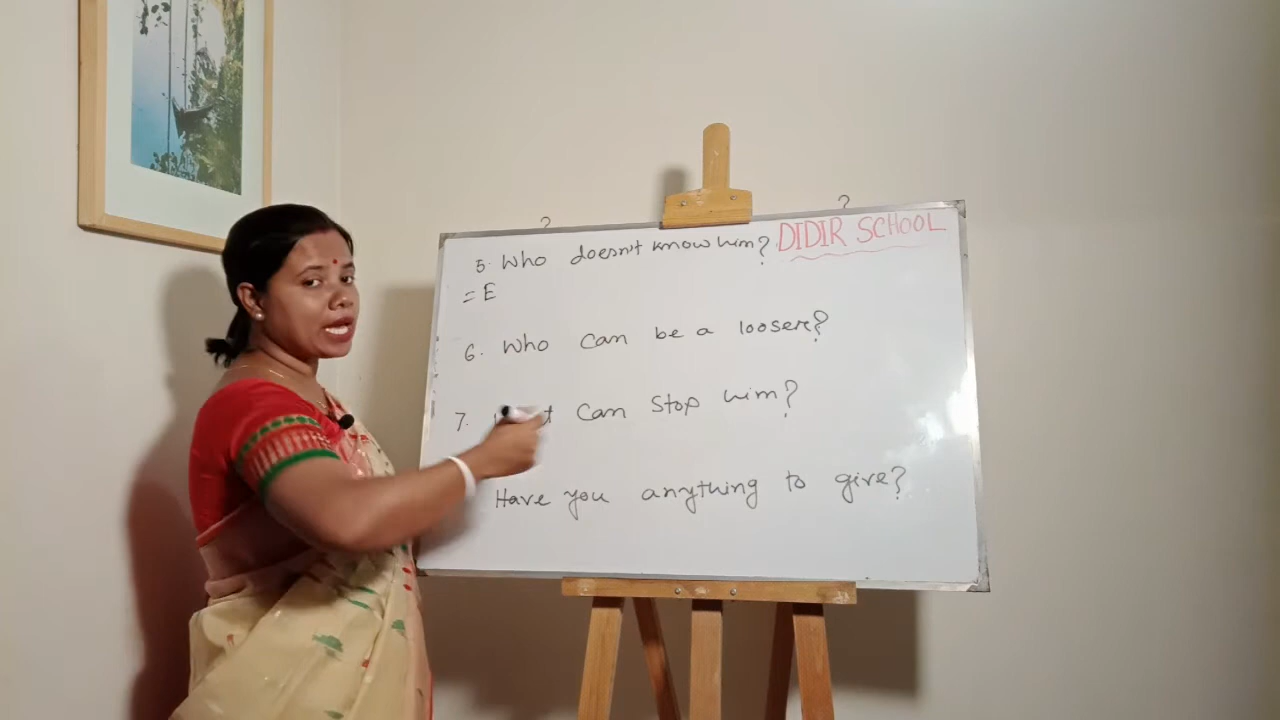 ?
?
5. Who doesn't know him? DIDIR SCHOOL
= E
6. Who can be a looser?
7. can stop him?
Have you anything to give?